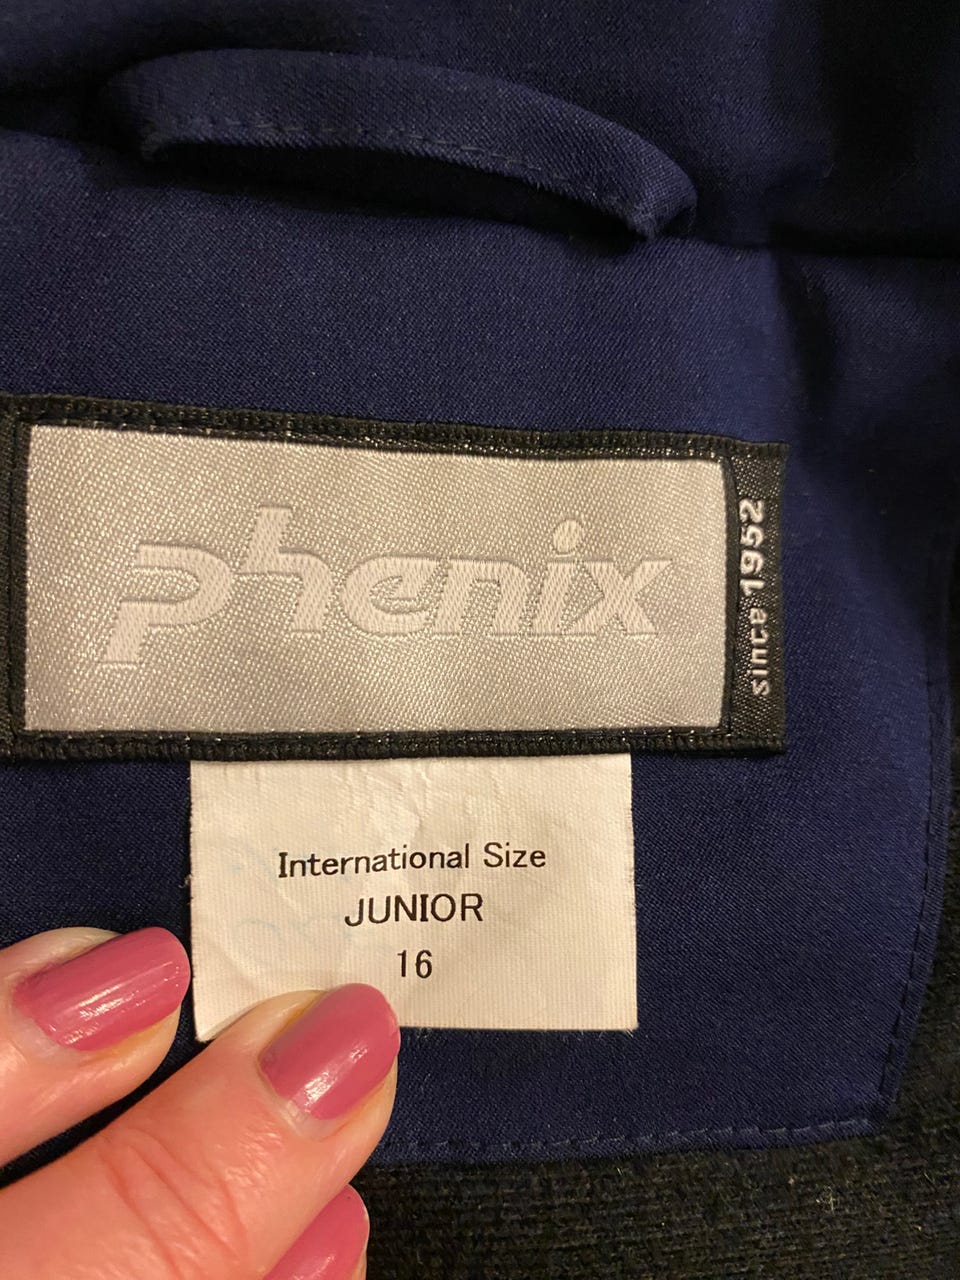 phenix
since 1952
International Size
JUNIOR
16